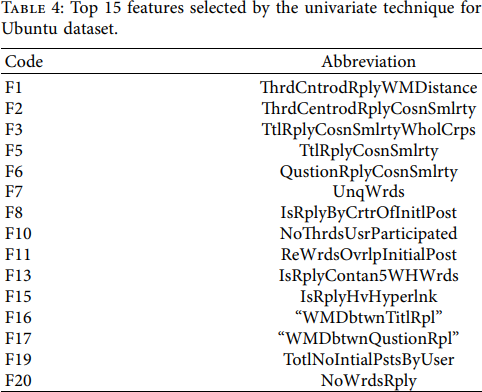 TABLE 4: Top 15 features selected by the univariate technique for
Ubuntu dataset.
Code Abbreviation
F1 ThrdCntrodRplyWMDistance
F2 ThrdCentrodRplyCosnSmlrty
F3 TtlRplyCosnSmlrtyWholCrps
F5 TtlRplyCosnSmlrty
F6 QustionRplyCosnSmlrty
F7 UnqWrds
F8 IsRplyByCrtrOfInitlPost
F10 NoThrdsUsrParticipated
F11 ReWrdsOvrlpInitialPost
F13 IsRplyContan5WHWrds
F15 IsRplyHvHyperlnk
F16 “WMDbtwnTitlRpl”
F17 “WMDbtwnQustionRpl”
F19 TotlNoIntialPstsByUser
F20 NoWrdsRply